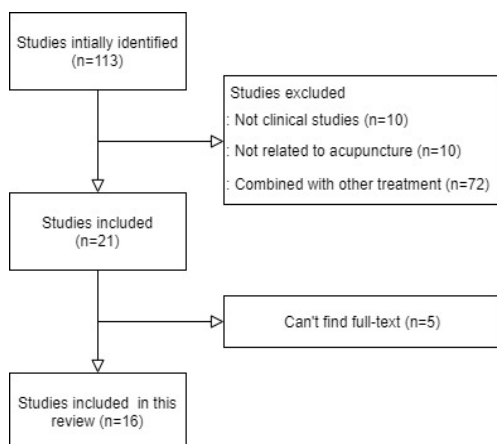 Studies intially identified
(n=113)
Studies excluded
: Not clinical studies (n=10)
: Not related to acupuncture (n=10)
: Combined with other treatment (n=72)
Studies included
(n=21)
Can't find full-text (n=5)
Studies included in this
review (n=16)